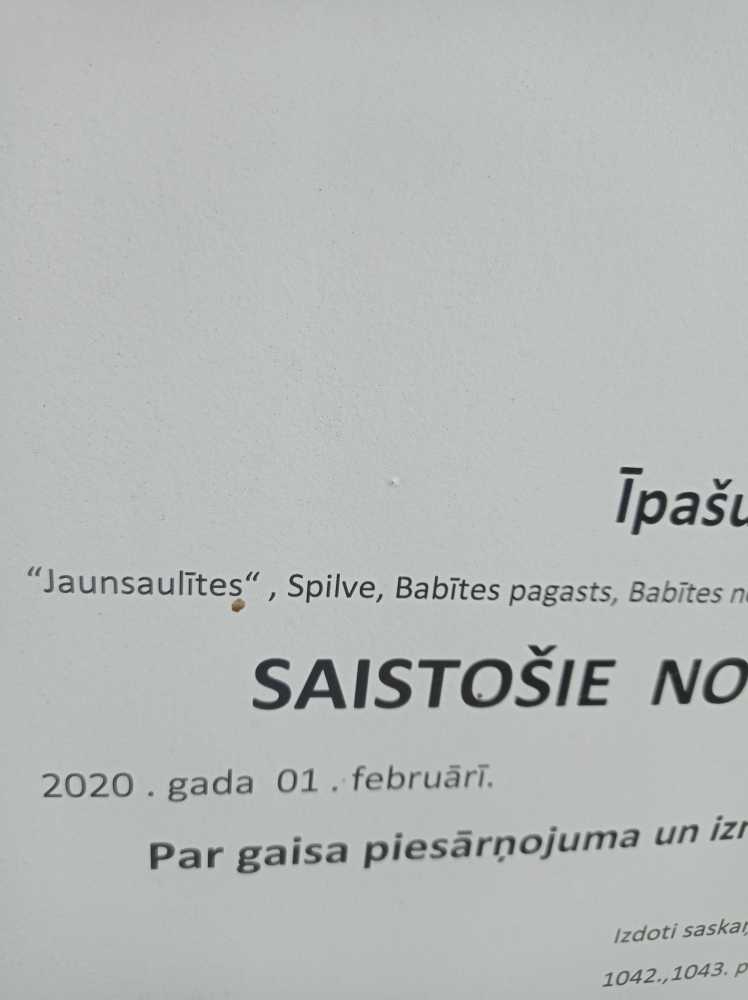 Īpašu
“Jaunsaulītes“ , Spilve, Babītes pagasts, Babītes n
SAISTOŠIE NO
2020 . gada 01 . februārī.
Par gaisa piesārņojuma un izm
Izdoti saskaņ
1042.,1043. p